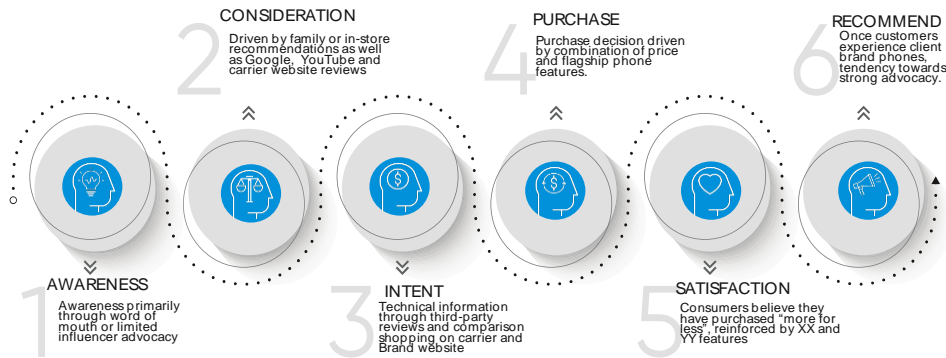 1
AWARENESS
Awareness primarily
through word of
mouth or limited
influencer advocacy
2
CONSIDERATION
Driven by family or in-store
recommendations as well
as Google, YouTube and
carrier website reviews
3
INTENT
Technical information
through third-party
reviews and comparison
shopping on carrier and
Brand website
4
PURCHASE
Purchase decision driven
by combination of price
and flagship phone
features.
5
SATISFACTION
Consumers believe they
have purchased “more for
less”, reinforced by XX and
YY features
6
RECOMMEND
Once customers
experience client
brand phones,
tendency towards
strong advocacy.
$
$